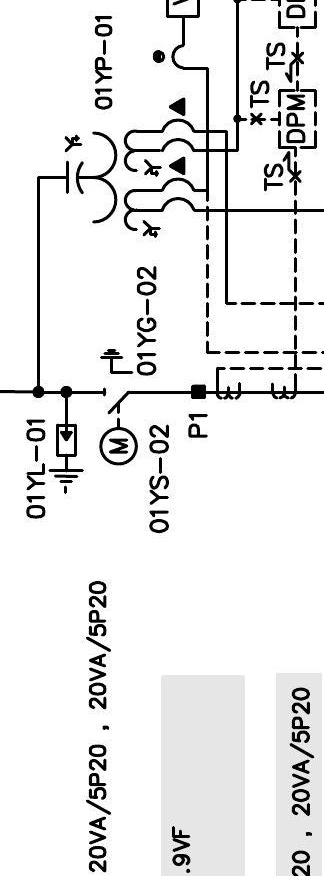 01YP-01
TS
TS
DPM
TS
01YG-02
01YL-01
M
01YS-02
P1
20VA/5P20 , 20VA/5P20
.9VF
20 , 20VA/5P20